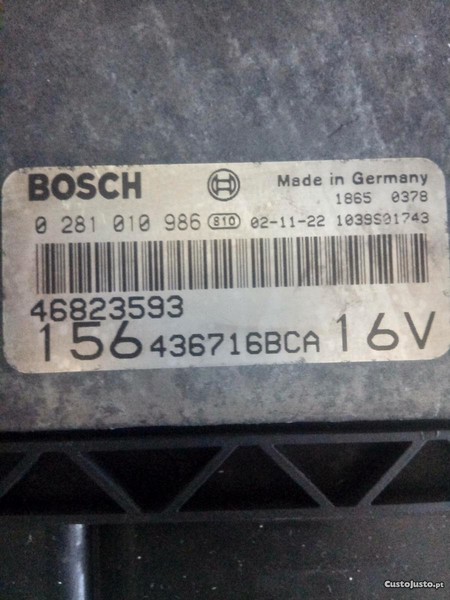 BOSCH
Made in Germany
1865 0378
0 281 010 986 810 02-11-22 1039S01743
46823593
156 436716BCA 16V
CustoJusto.pt